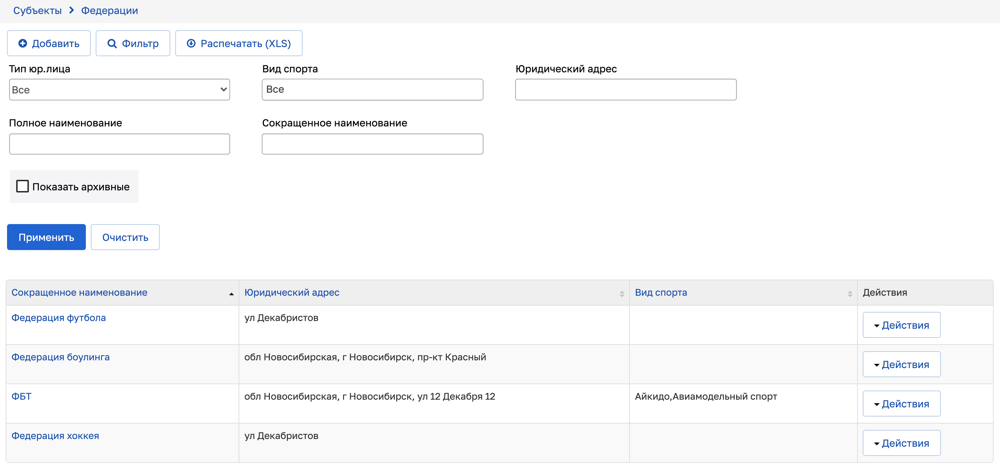 Субъекты > Федерации
Добавить Фильтр Распечатать (XLS)
Тип юр.лица Вид спорта Юридический адрес
Все Все
Полное наименование Сокращенное наименование
Показать архивные
Применить Очистить
Сокращенное наименование Юридический адрес Вид спорта Действия
Федерация футбола ул Декабристов Действия
Федерация боулинга обл Новосибирская, г Новосибирск, пр-кт Красный Действия
ФБТ обл Новосибирская, г Новосибирск, ул 12 Декабря 12 Айкидо,Авиамодельный спорт Действия
Федерация хоккея ул Декабристов Действия